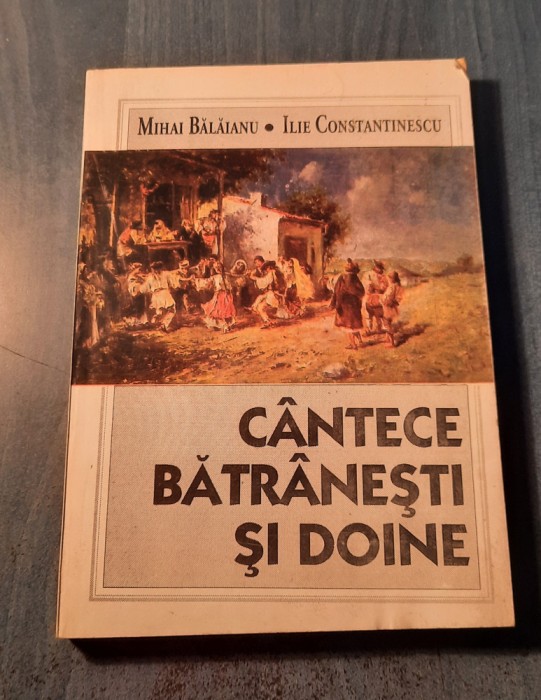 MIHAI BĂLĂIANU • ILIE CONSTANTINESCU
CÂNTECE
BĂTRÂNEŞTI
ŞI DOINE